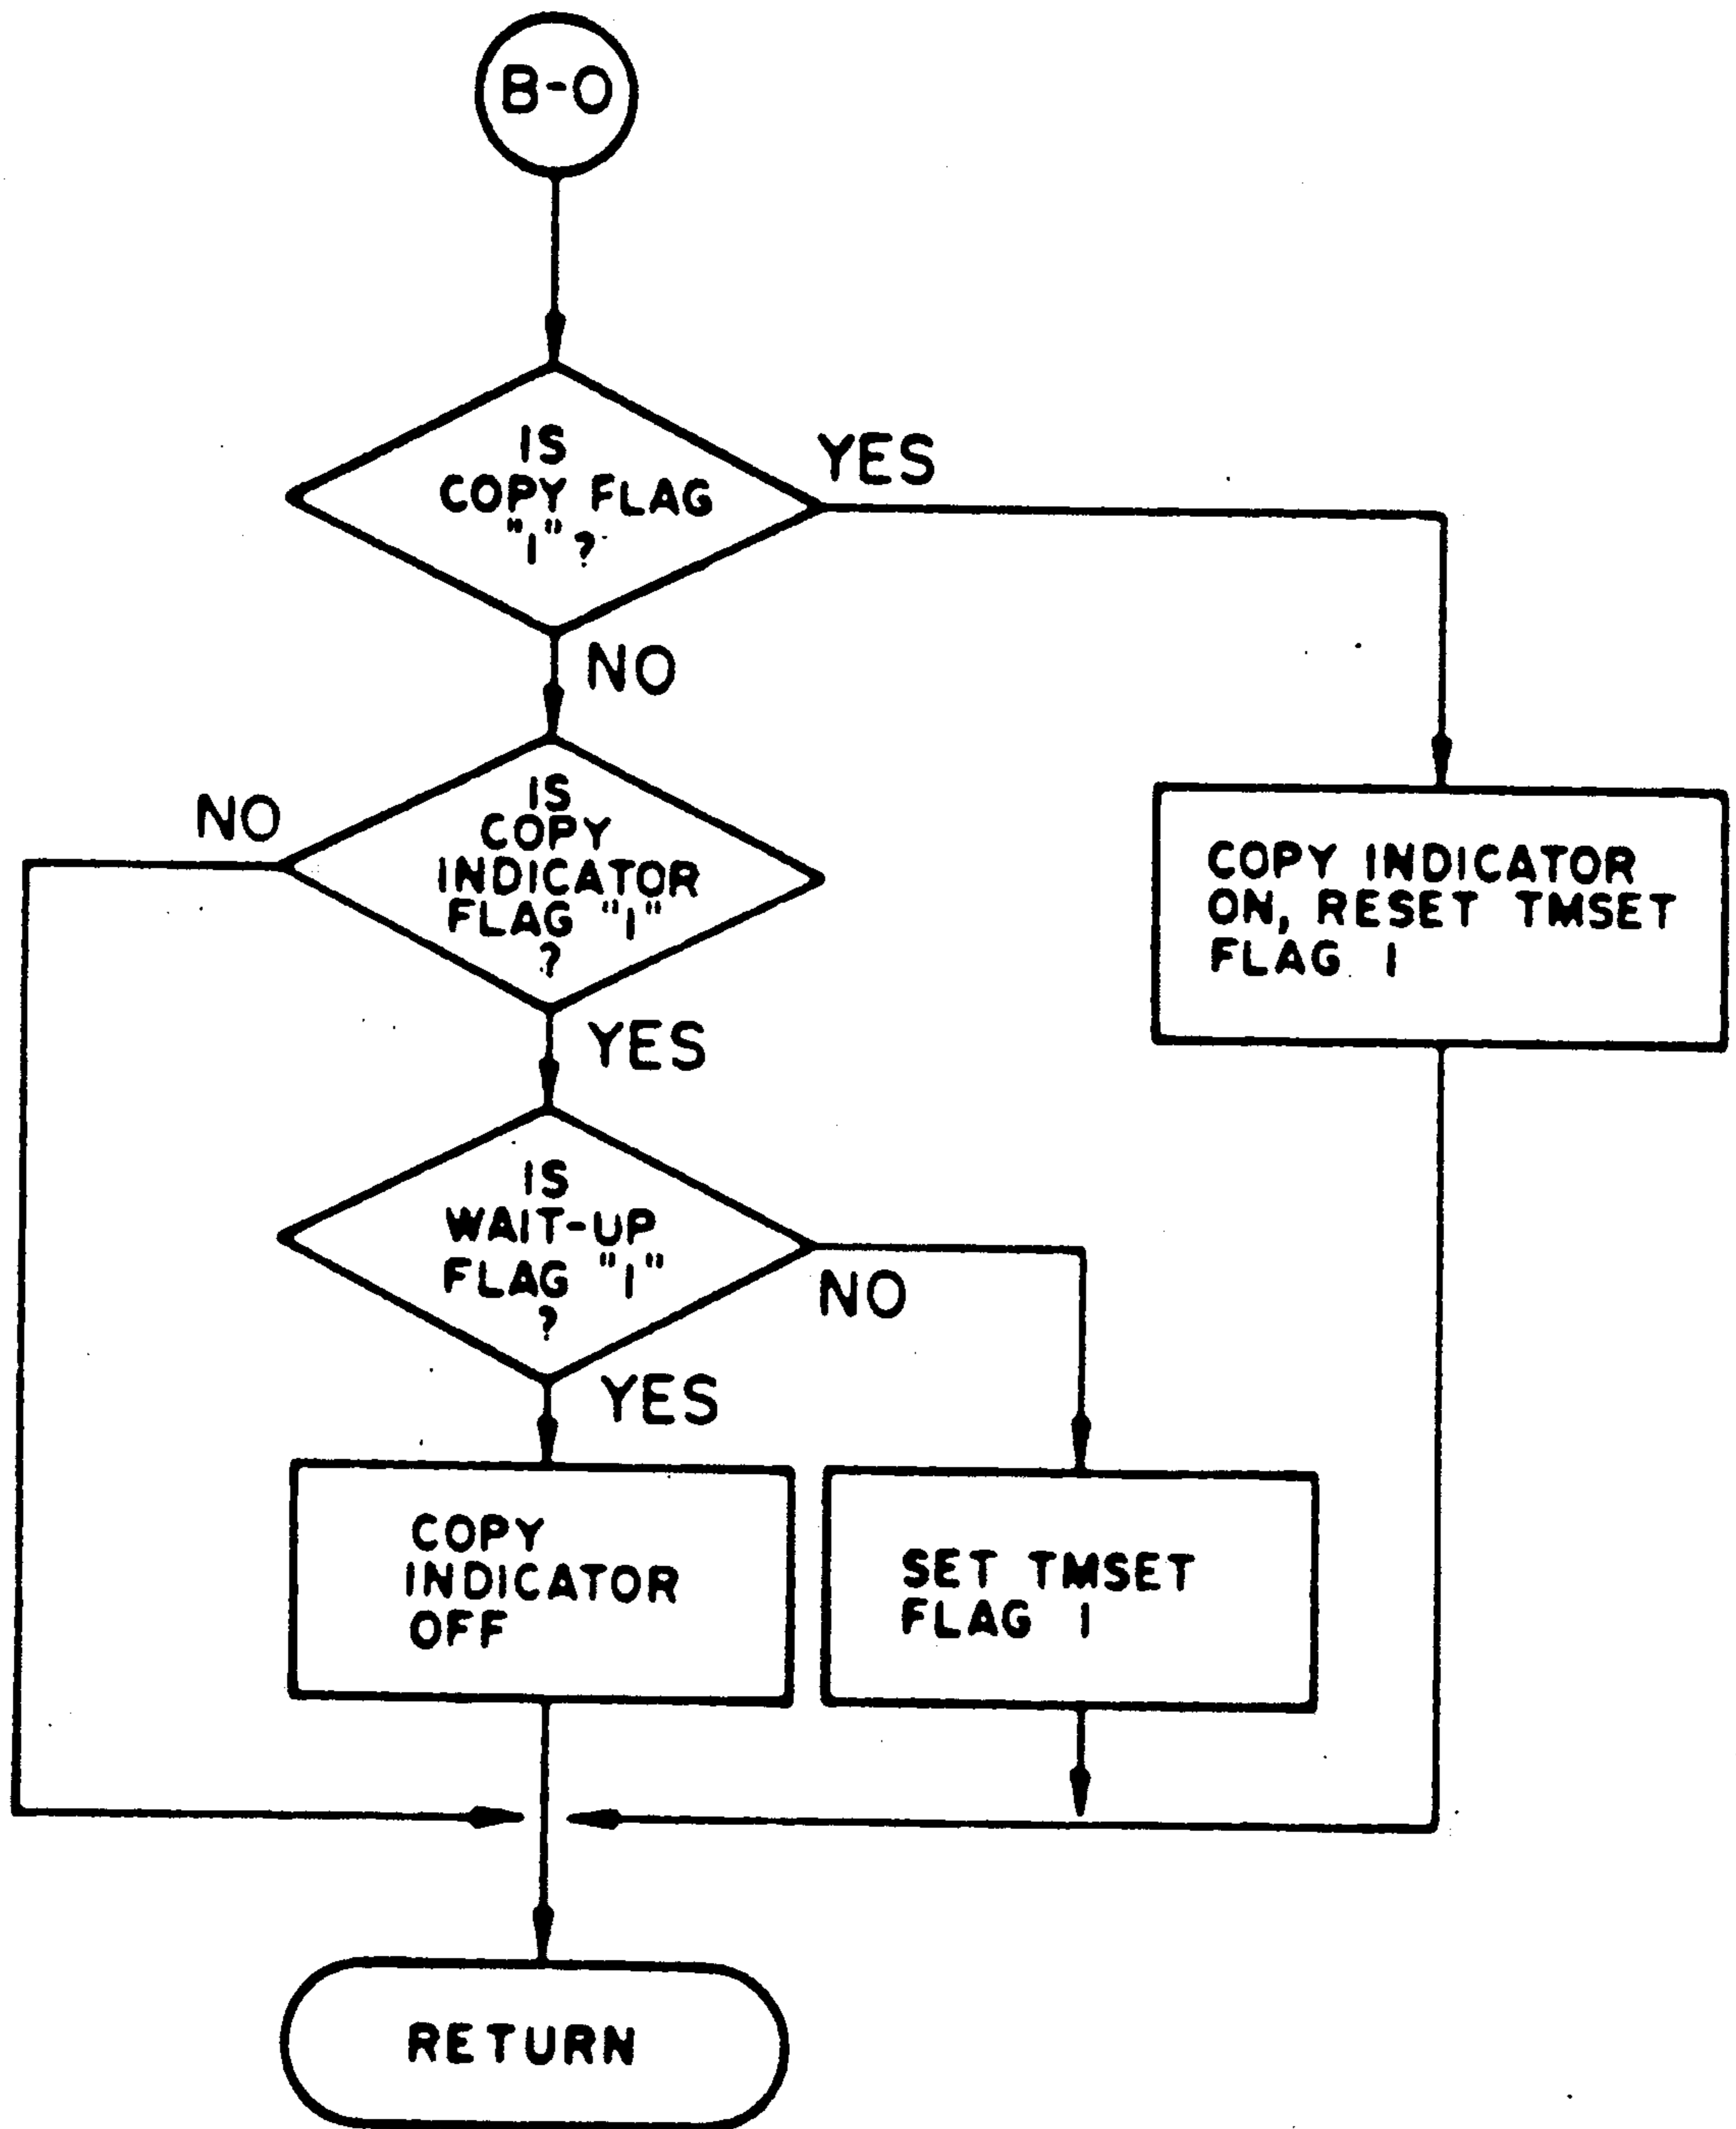 B-O
IS
COPY FLAG
"1"?
YES
NO
IS
COPY
INDICATOR
FLAG "1"
?
NO
YES
COPY INDICATOR
ON, RESET TMSET
FLAG 1
IS
WAIT-UP
FLAG "1"
?
NO
YES
COPY
INDICATOR
OFF
SET TMSET
FLAG 1
RETURN